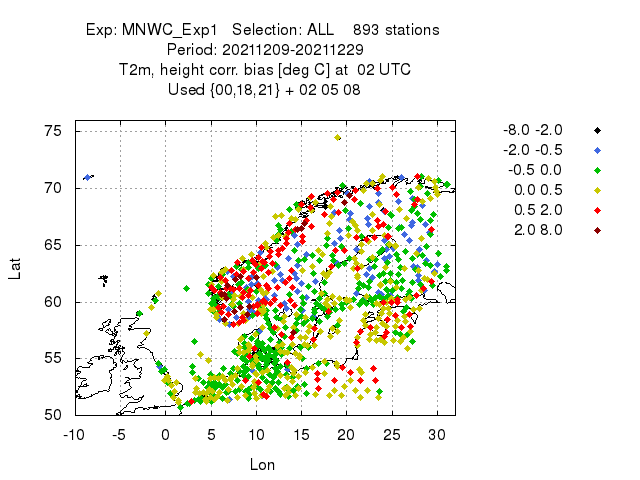 Exp: MNWC_Exp1 Selection: ALL 893 stations
Period: 20211209-20211229
T2m, height corr. bias [deg C] at 02 UTC
Used {00,18,21} + 02 05 08
-8.0 -2.0
-2.0 -0.5
-0.5 0.0
0.0 0.5
0.5 2.0
2.0 8.0
75
70
65
60
55
50
Lat
-10 -5 0 5 10 15 20 25 30
Lon